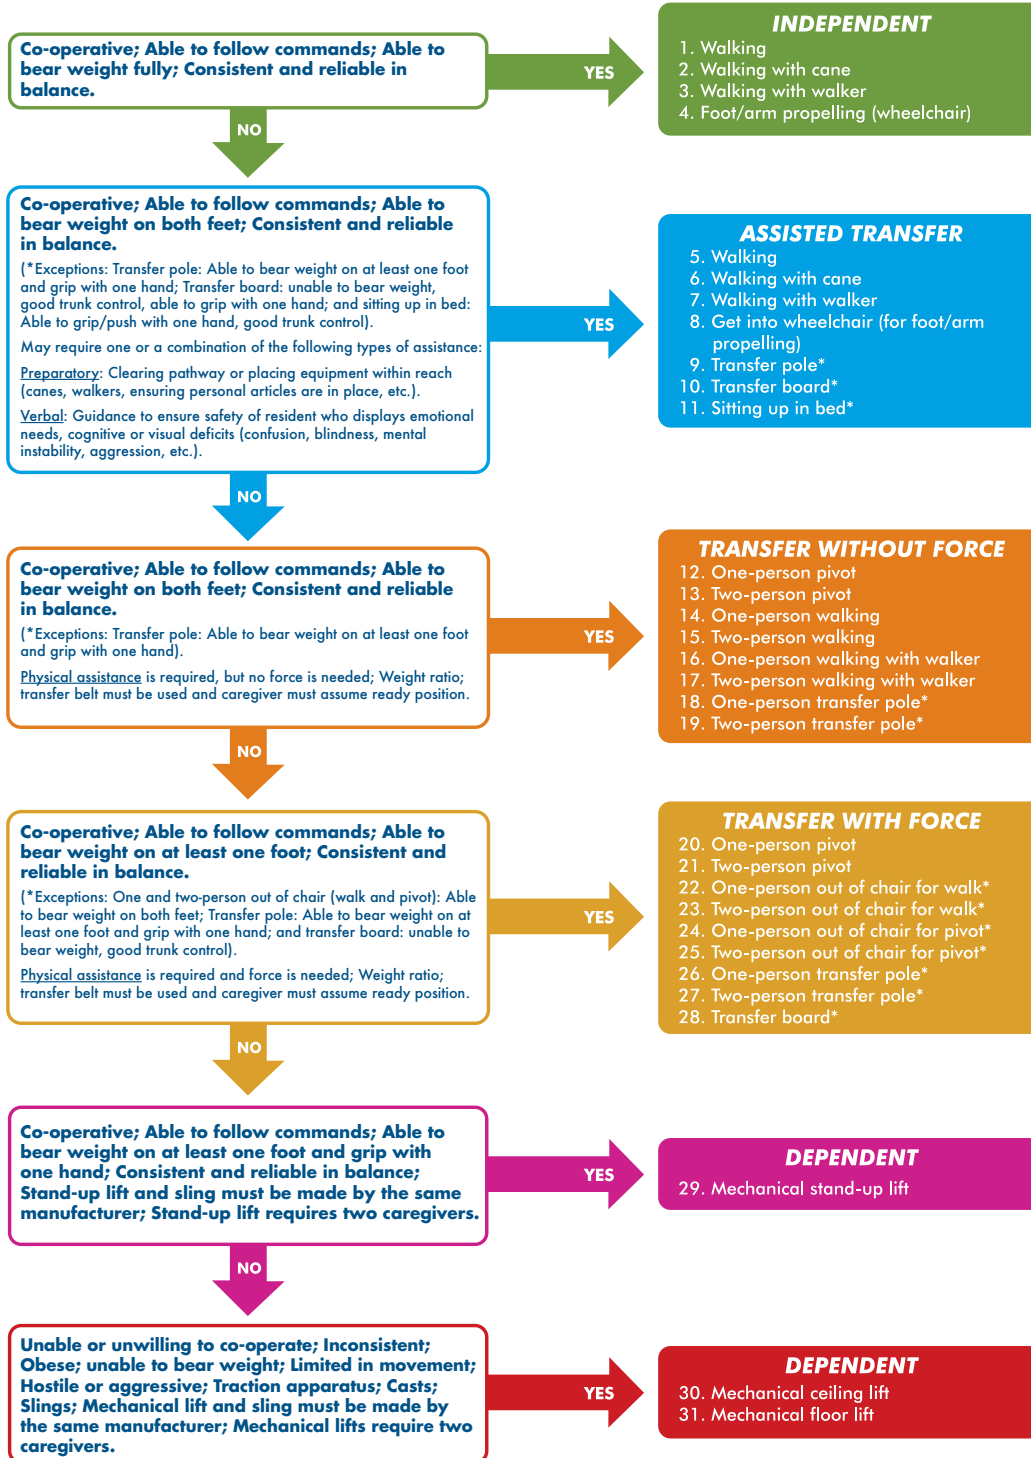 Co-operative; Able to follow commands; Able to
bear weight fully; Consistent and reliable in
balance.
YES
INDEPENDENT
1. Walking
2. Walking with cane
3. Walking with walker
4. Foot/arm propelling (wheelchair)
NO
Co-operative; Able to follow commands; Able to
bear weight on both feet; Consistent and reliable
in balance.
(*Exceptions: Transfer pole: Able to bear weight on at least one foot
and grip with one hand; Transfer board: unable to bear weight,
good trunk control, able to grip with one hand; and sitting up in bed:
Able to grip/push with one hand, good trunk control).
May require one or a combination of the following types of assistance:
Preparatory: Clearing pathway or placing equipment within reach
(canes, walkers, ensuring personal articles are in place, etc.).
Verbal: Guidance to ensure safety of resident who displays emotional
needs, cognitive or visual deficits (confusion, blindness, mental
instability, aggression, etc.).
YES
ASSISTED TRANSFER
5. Walking
6. Walking with cane
7. Walking with walker
8. Get into wheelchair (for foot/arm
propelling)
9. Transfer pole*
10. Transfer board*
11. Sitting up in bed*
NO
Co-operative; Able to follow commands; Able to
bear weight on both feet; Consistent and reliable
in balance.
(*Exceptions: Transfer pole: Able to bear weight on at least one foot
and grip with one hand).
Physical assistance is required, but no force is needed; Weight ratio;
transfer belt must be used and caregiver must assume ready position.
YES
TRANSFER WITHOUT FORCE
12. One-person pivot
13. Two-person pivot
14. One-person walking
15. Two-person walking
16. One-person walking with walker
17. Two-person walking with walker
18. One-person transfer pole*
19. Two-person transfer pole*
NO
Co-operative; Able to follow commands; Able to
bear weight on at least one foot; Consistent and
reliable in balance.
(*Exceptions: One and two-person out of chair (walk and pivot): Able
to bear weight on both feet; Transfer pole: Able to bear weight on at
least one foot and grip with one hand; and transfer board: unable to
bear weight, good trunk control).
Physical assistance is required and force is needed; Weight ratio;
transfer belt must be used and caregiver must assume ready position.
YES
TRANSFER WITH FORCE
20. One-person pivot
21. Two-person pivot
22. One-person out of chair for walk*
23. Two-person out of chair for walk*
24. One-person out of chair for pivot*
25. Two-person out of chair for pivot*
26. One-person transfer pole*
27. Two-person transfer pole*
28. Transfer board*
NO
Co-operative; Able to follow commands; Able to
bear weight on at least one foot and grip with
one hand; Consistent and reliable in balance;
Stand-up lift and sling must be made by the same
manufacturer; Stand-up lift requires two caregivers.
YES
DEPENDENT
29. Mechanical stand-up lift
NO
Unable or unwilling to co-operate; Inconsistent;
Obese; unable to bear weight; Limited in movement;
Hostile or aggressive; Traction apparatus; Casts;
Slings; Mechanical lift and sling must be made by
the same manufacturer; Mechanical lifts require two
caregivers.
YES
DEPENDENT
30. Mechanical ceiling lift
31. Mechanical floor lift